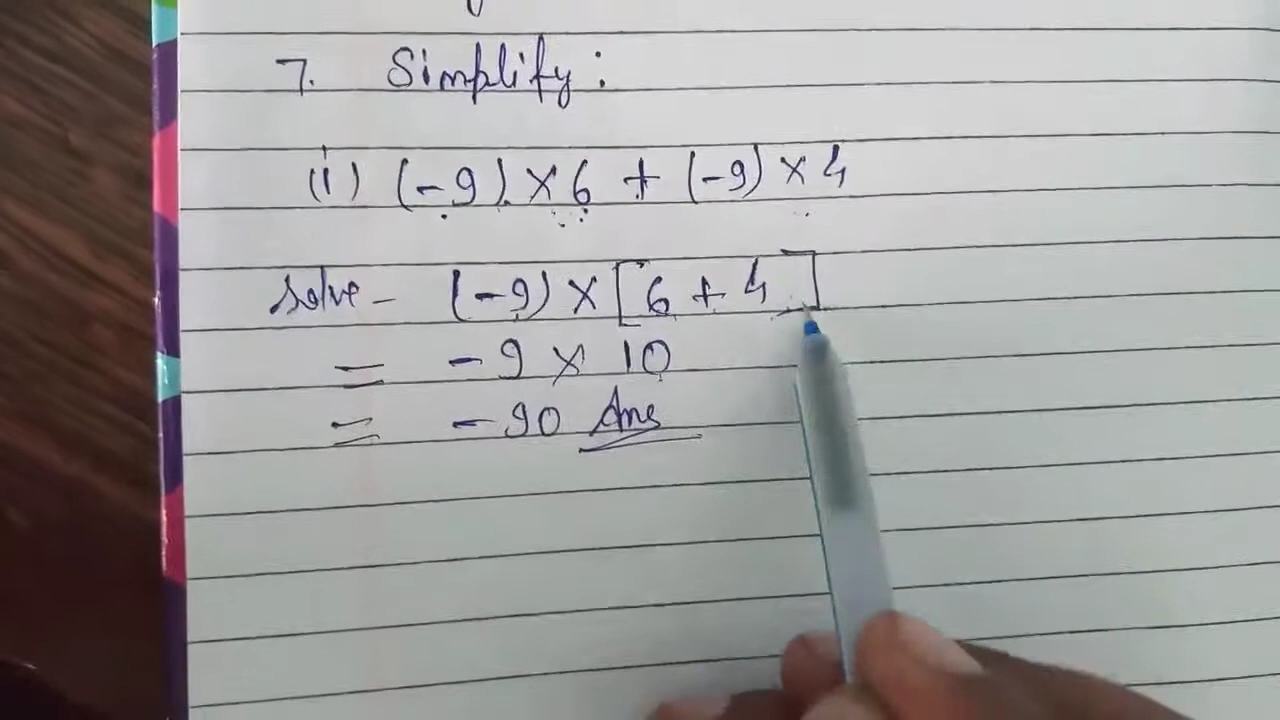 7. Simplify:
(i) (-9) × 6 + (-9) × 4
Solve - (-9) × [6 + 4]
= -9 × 10
= -90 Ans